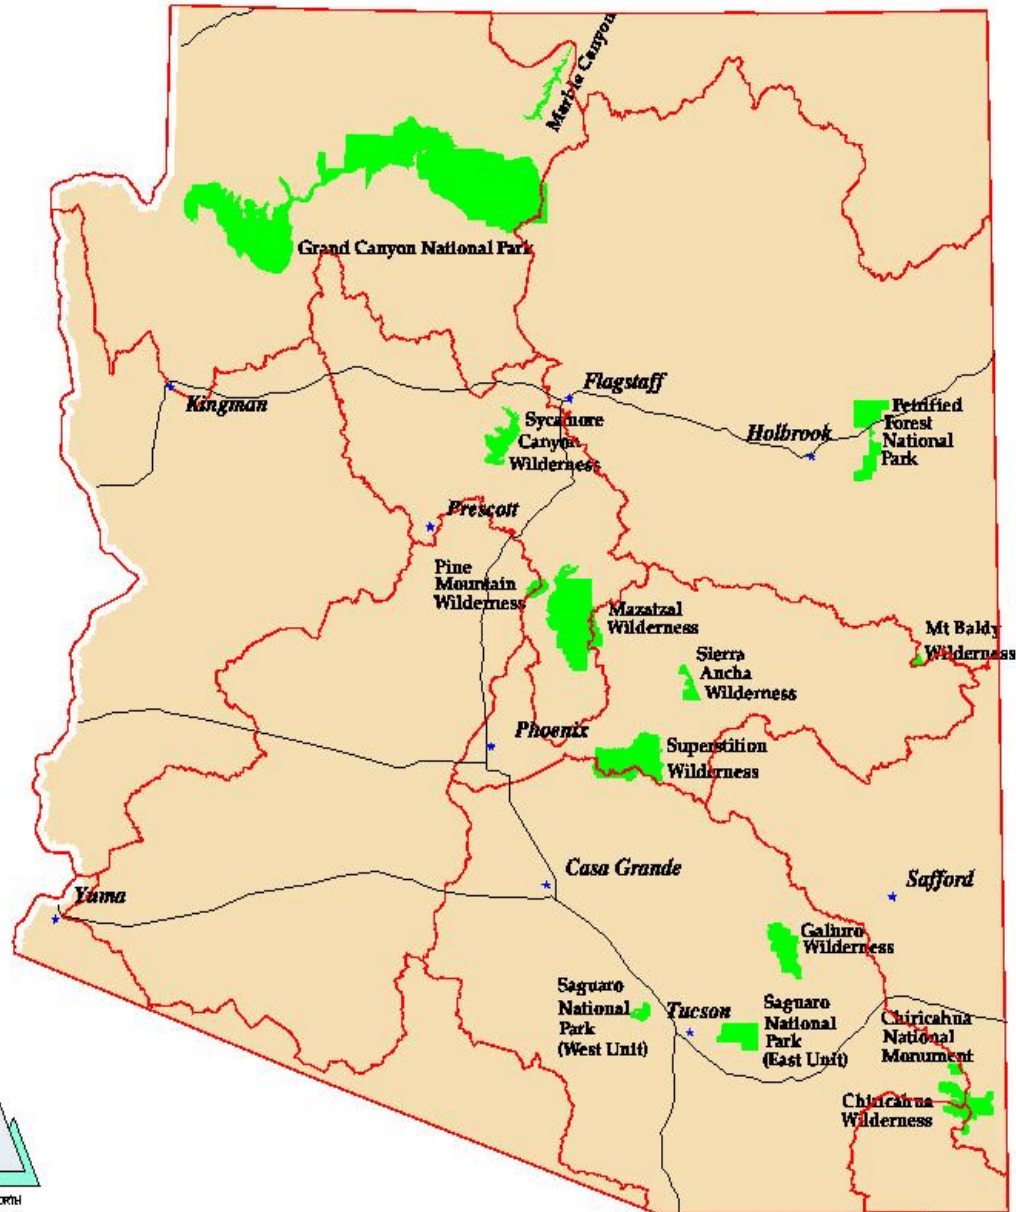 Marble Canyon
Grand Canyon National Park
Flagstaff
Kingman
Sycamore
Canyon
Wilderness
Holbrook
Petrified
Forest
National
Park
Prescott
Pine
Mountain
Wilderness
Mazatzal
Wilderness
Mt Baldy
Wilderness
Sierra
Ancha
Wilderness
Phoenix
Superstition
Wilderness
Casa Grande
Safford
Yuma
Galiuro
Wilderness
Saguaro
National
Park
(West Unit)
Tucson
Saguaro
National
Park
(East Unit)
Chiricahua
National
Monument
Chiricahua
Wilderness